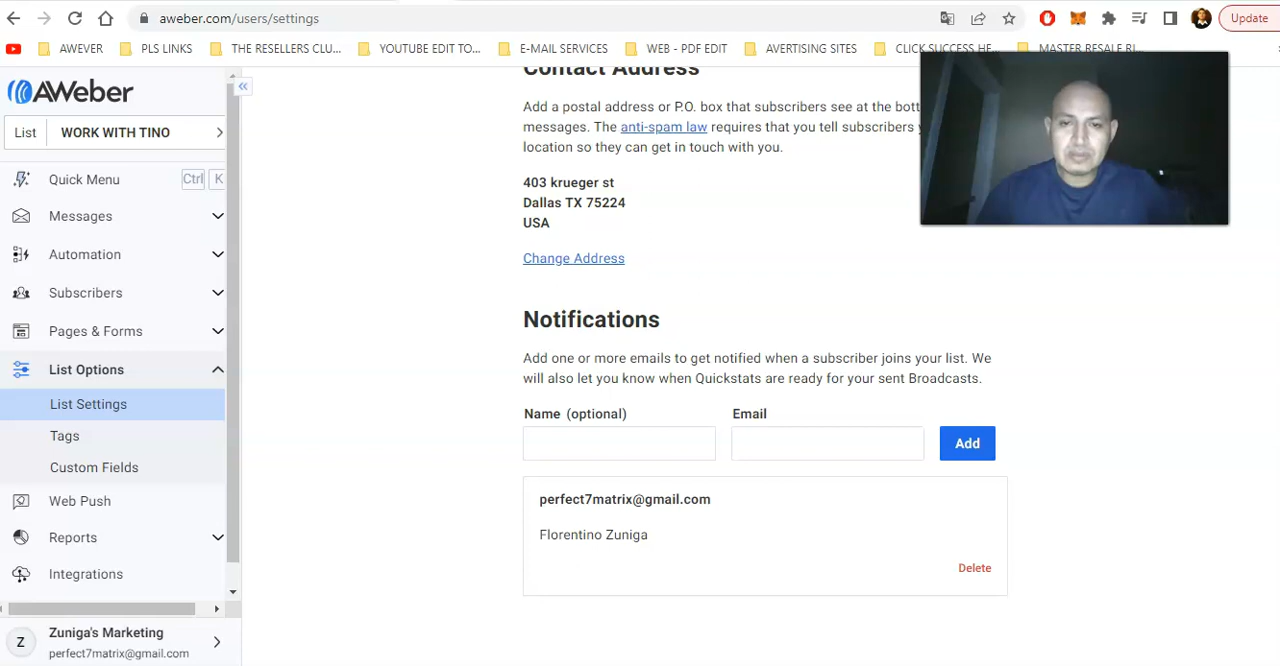 aweber.com/users/settings
Update
AWEVER
PLS LINKS
THE RESELLERS CLU...
YOUTUBE EDIT TO...
E-MAIL SERVICES
WEB - PDF EDIT
AVERTISING SITES
CLICK SUCCESS HE...
MASTER RESALE RI...
AWeber
List
WORK WITH TINO
Quick Menu
Ctrl
K
Messages
Automation
Subscribers
Pages & Forms
List Options
List Settings
Tags
Custom Fields
Web Push
Reports
Integrations
Z
Zuniga's Marketing
perfect7matrix@gmail.com
Contact Address
Add a postal address or P.O. box that subscribers see at the
messages. The anti-spam law requires that you tell subscribers
location so they can get in touch with you.
403 krueger st
Dallas TX 75224
USA
Change Address
Notifications
Add one or more emails to get notified when a subscriber joins your list. We
will also let you know when Quickstats are ready for your sent Broadcasts.
Name (optional)
Email
Add
perfect7matrix@gmail.com
Florentino Zuniga
Delete